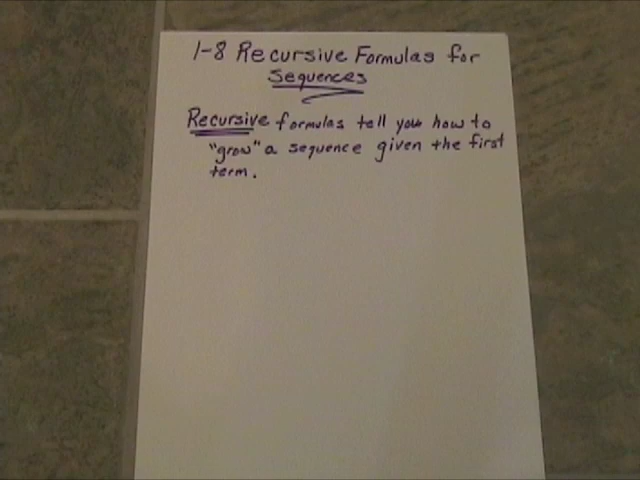 1-8 Recursive Formulas for
Sequences
Recursive formulas tell you how to
"grow" a sequence given the first
term.